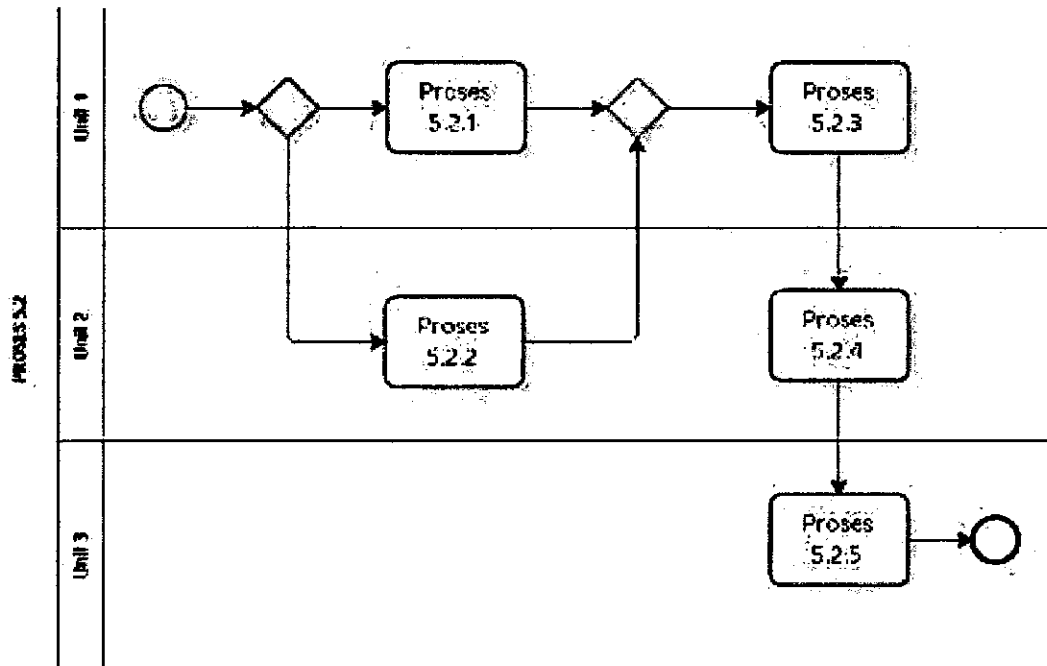 PROSES 5.2
Unit 1
Proses
5.2.1
Proses
5.2.3
Unit 2
Proses
5.2.2
Proses
5.2.4
Unit 3
Proses
5.2.5